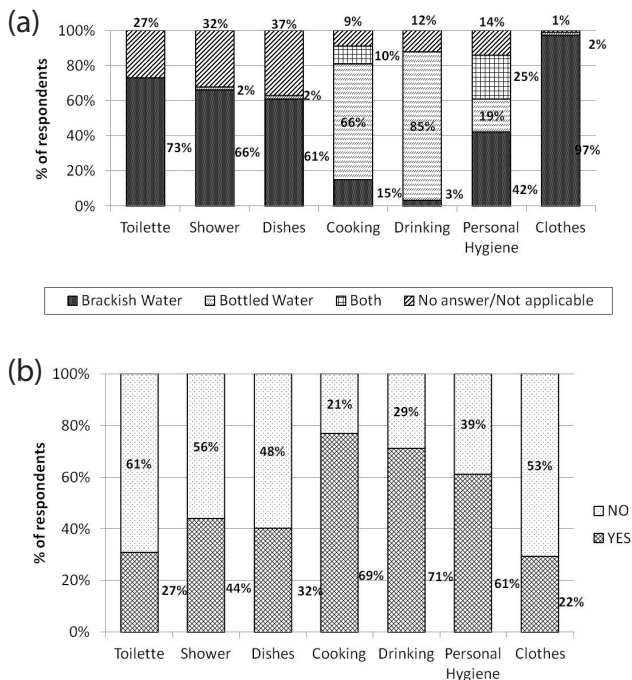 (a)
27% 32% 37% 9% 12% 14% 1%
100%
80%
60%
40%
20%
0%
% of respondents
73%
2%
66%
2%
61%
10%
66%
15%
85%
3%
25%
19%
42%
2%
97%
Toilette Shower Dishes Cooking Drinking Personal Hygiene Clothes
Brackish Water Bottled Water Both No answer/Not applicable
(b)
100%
80%
60%
40%
20%
0%
% of respondents
61% 56% 48% 21% 29% 39% 53%
27% 44% 32% 69% 71% 61% 22%
NO
YES
Toilette Shower Dishes Cooking Drinking Personal Hygiene Clothes